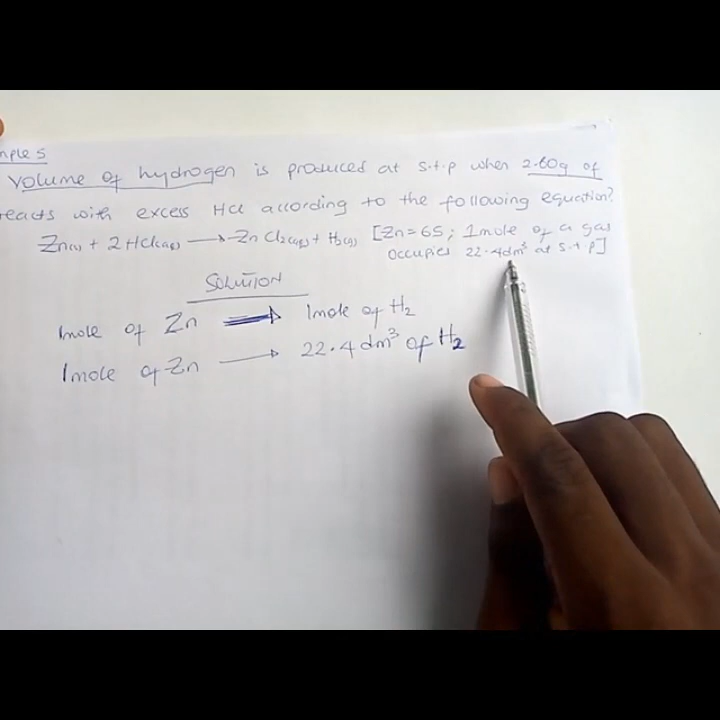 mple 5
volume of hydrogen is produced at s.t.p when 2.60g of
reacts with excess HCl according to the following equation?
Zn(s) + 2HCl(aq) → ZnCl2(aq) + H2(g) [Zn=65; 1mole of a gas
occupies 22.4dm³ at s.t.p]
SOLUTION
1mole of Zn → 1mole of H2
1mole of Zn → 22.4dm³ of H2